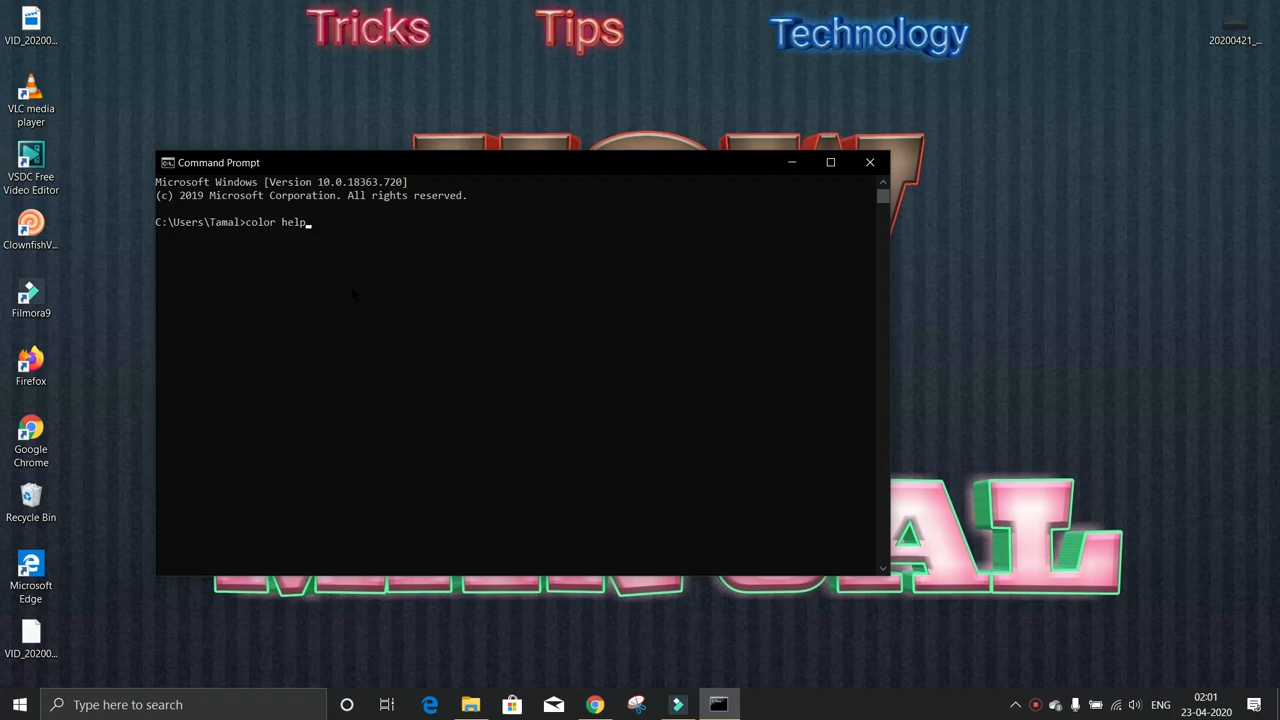 Tricks
Tips
Technology
VID_20200...
20200421_...
VLC media
player
VSDC Free
Video Editor
ClownfishV...
Filmora9
Firefox
Google
Chrome
Recycle Bin
Microsoft
Edge
VID_20200...
Command Prompt
Microsoft Windows [Version 10.0.18363.720]
(c) 2019 Microsoft Corporation. All rights reserved.
C:\Users\Tamal>color help
Type here to search
ENG
02:01
23-04-2020